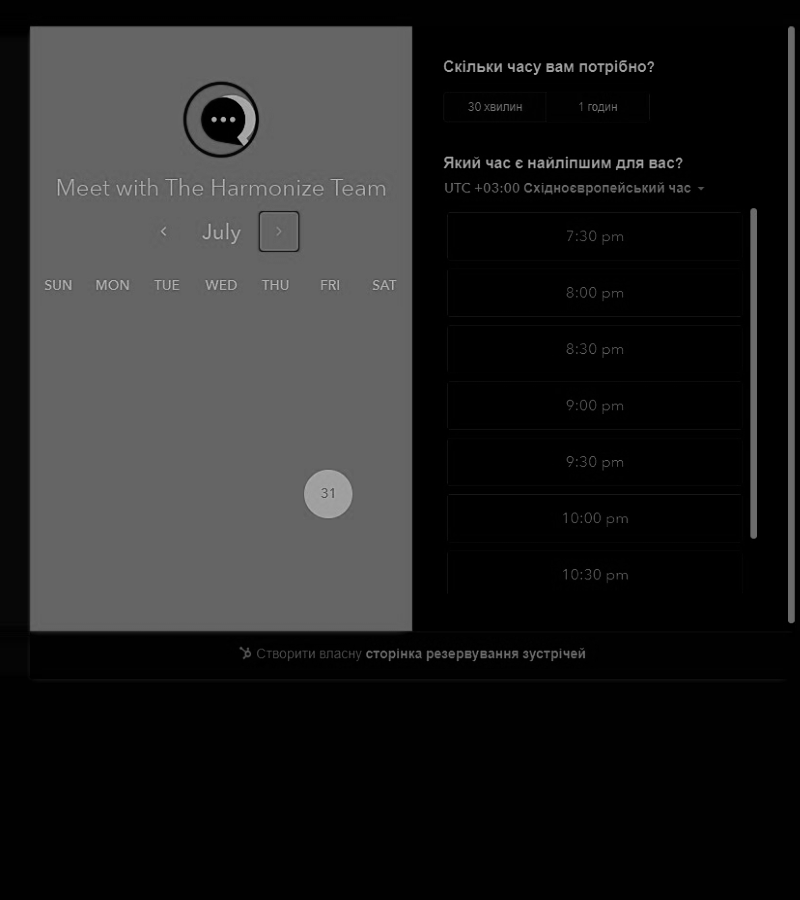 Meet with The Harmonize Team
July
SUN MON TUE WED THU FRI SAT
31
Скільки часу вам потрібно?
30 хвилин 1 годин
Який час є найліпшим для вас?
UTC +03:00 Східноєвропейський час
7:30 pm
8:00 pm
8:30 pm
9:00 pm
9:30 pm
10:00 pm
10:30 pm
Створити власну сторінка резервування зустрічей